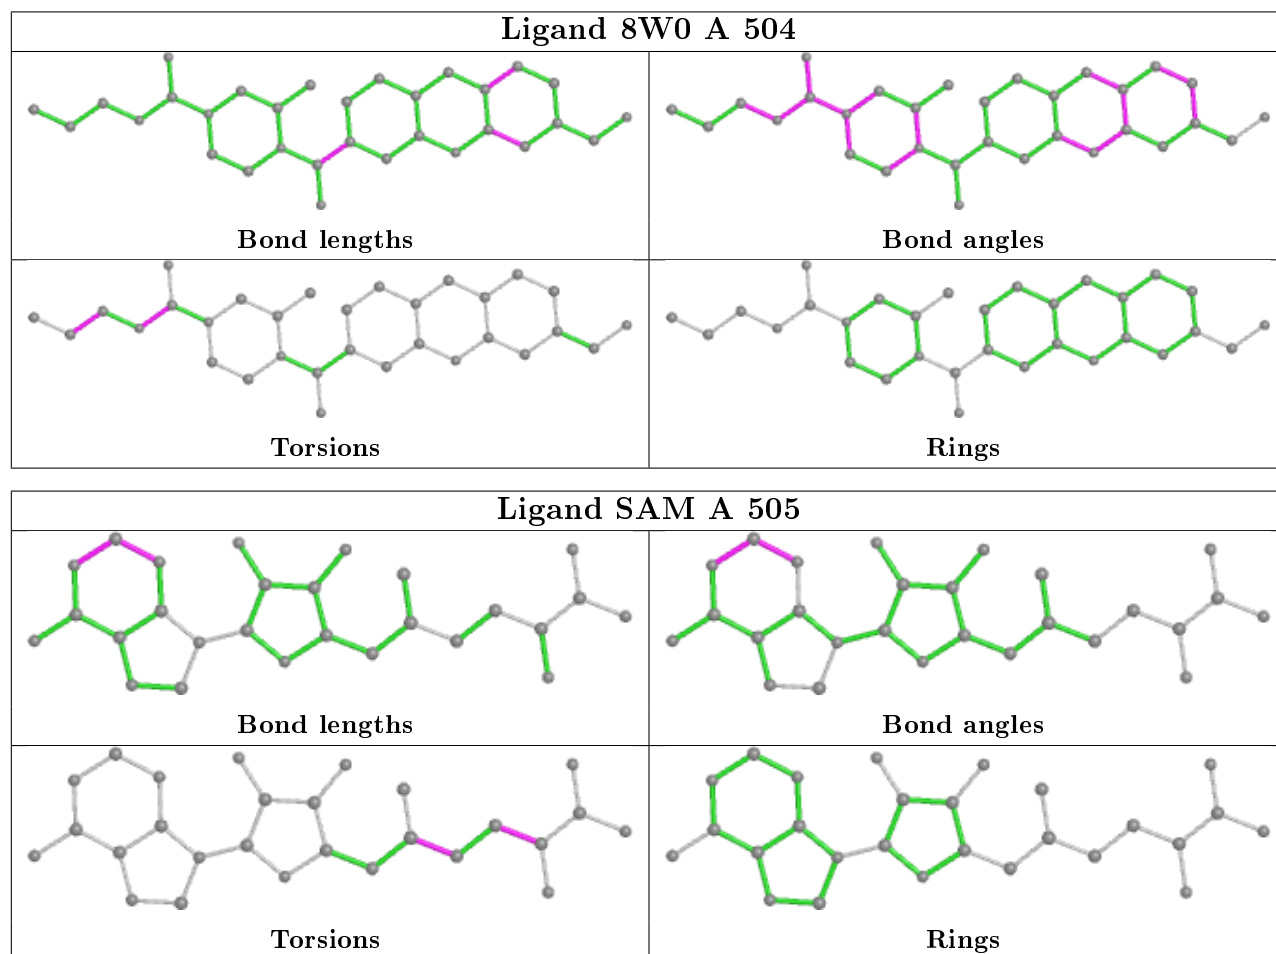 Ligand 8W0 A 504
Bond lengths
Bond angles
Torsions
Rings
Ligand SAM A 505
Bond lengths
Bond angles
Torsions
Rings